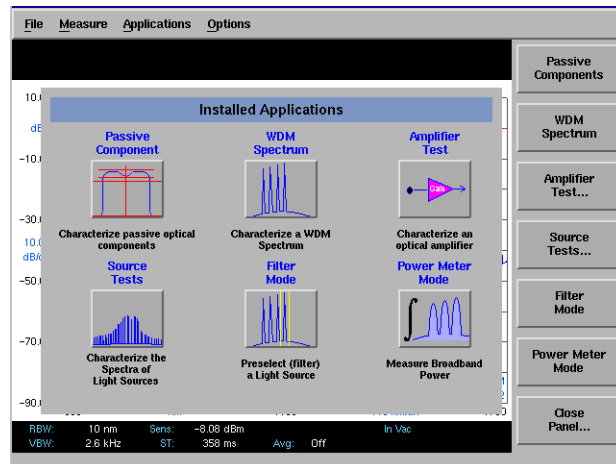 File Measure Applications Options
Installed Applications
Passive
Component
Characterize passive optical
components
WDM
Spectrum
Characterize a WDM
Spectrum
Amplifier
Test
Gain
Characterize an
optical amplifier
Source
Tests
Characterize the
Spectra of
Light Sources
Filter
Mode
Preselect (filter)
a Light Source
Power Meter
Mode
Measure Broadband
Power
-10.0
-30.0
-50.0
-70.0
-90.0
RBW: 10 nm Sens: -8.08 dBm In Vac
VBW: 2.6 kHz ST: 358 ms Avg: Off
Passive
Components
WDM
Spectrum
Amplifier
Test...
Source
Tests...
Filter
Mode
Power Meter
Mode
Close
Panel...